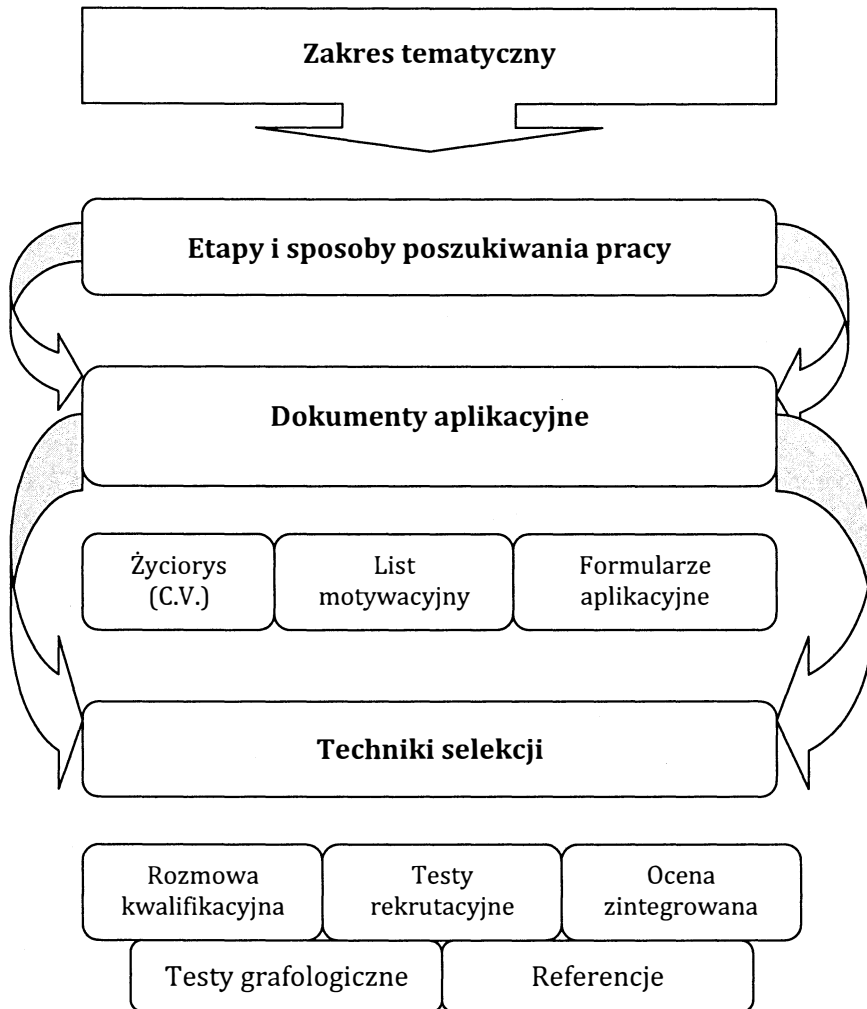 Zakres tematyczny
Etapy i sposoby poszukiwania pracy
Dokumenty aplikacyjne
Życiorys
(C.V.)
List
motywacyjny
Formularze
aplikacyjne
Techniki selekcji
Rozmowa
kwalifikacyjna
Testy
rekrutacyjne
Ocena
zintegrowana
Testy grafologiczne
Referencje